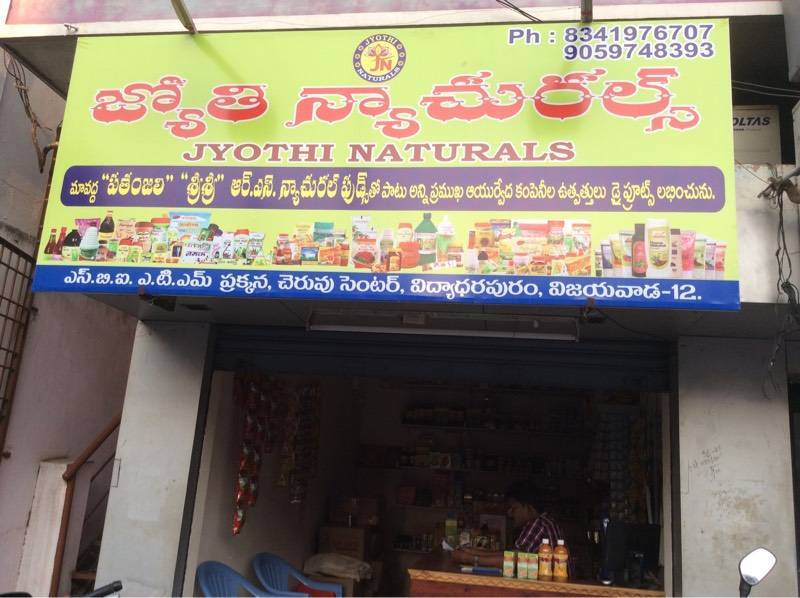 Ph : 8341976707
9059748393
JYOTHI
JN
NATURALS
జ్యోతి న్యాచురల్స్
JYOTHI NATURALS
మావద్ద "పతంజలి" "శ్రీశ్రీ" ఆర్.ఎస్. న్యాచురల్ ఫుడ్స్‌తో పాటు అన్ని ప్రముఖ ఆయుర్వేద కంపెనీల ఉత్పత్తులు డ్రై ఫ్రూట్స్ లభించును.
ఎస్.బి.ఐ. ఎ.టి.ఎమ్ ప్రక్కన, చెరువు సెంటర్, విద్యాధరపురం, విజయవాడ-12.
OLTAS